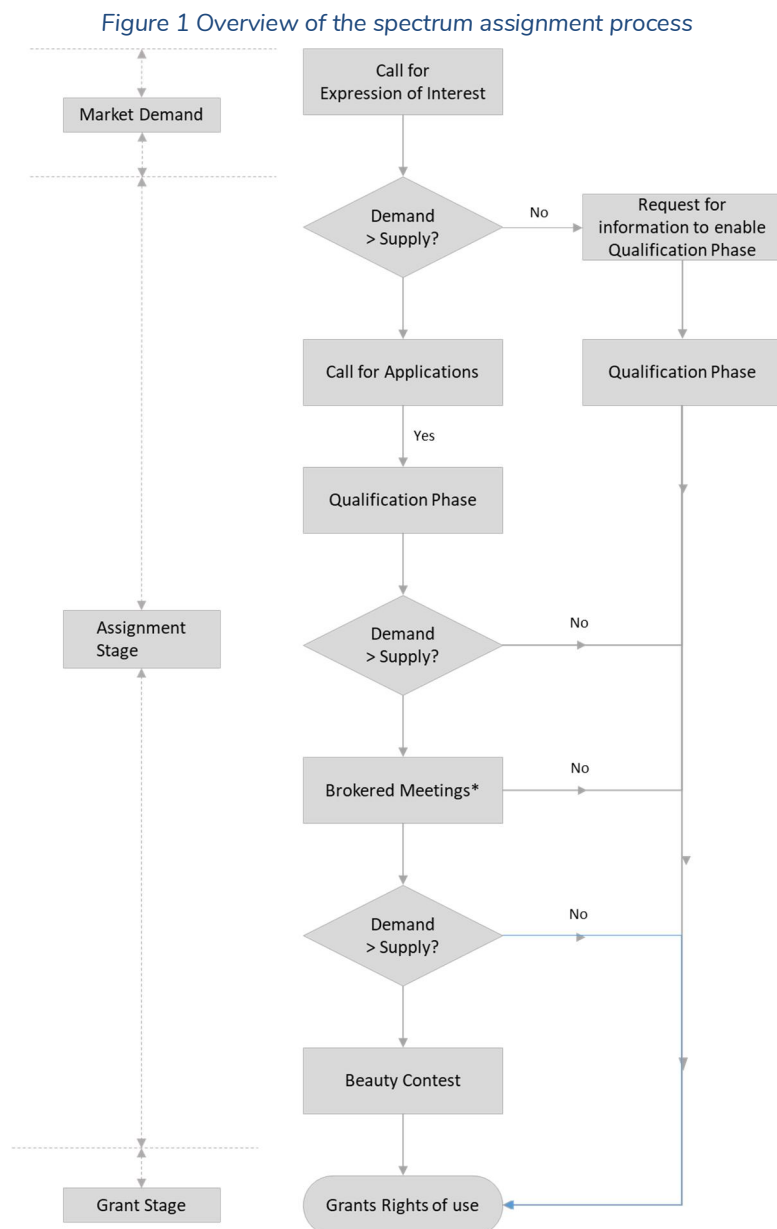 Figure 1 Overview of the spectrum assignment process
Call for
Expression of Interest
Market Demand
Demand
> Supply?
No
Request for
information to enable
Qualification Phase
Call for Applications
Qualification Phase
Yes
Qualification Phase
Assignment
Stage
Demand
> Supply?
No
Brokered Meetings*
No
Demand
> Supply?
No
Beauty Contest
Grant Stage
Grants Rights of use